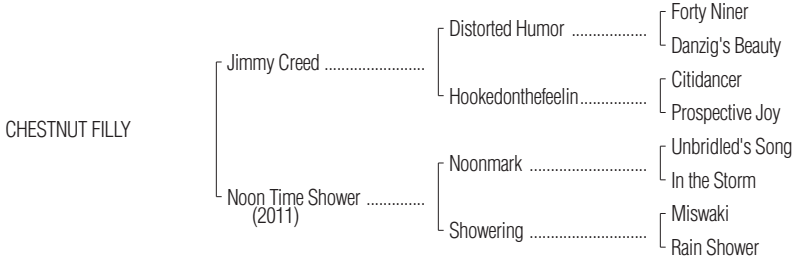 Forty Niner
Distorted Humor ....................
Danzig's Beauty
Jimmy Creed ..........................
Citidancer
Hookedonthefeelin.................
Prospective Joy
CHESTNUT FILLY
Unbridled's Song
Noonmark ..............................
In the Storm
Noon Time Shower ...............
(2011)
Miswaki
Showering ..............................
Rain Shower